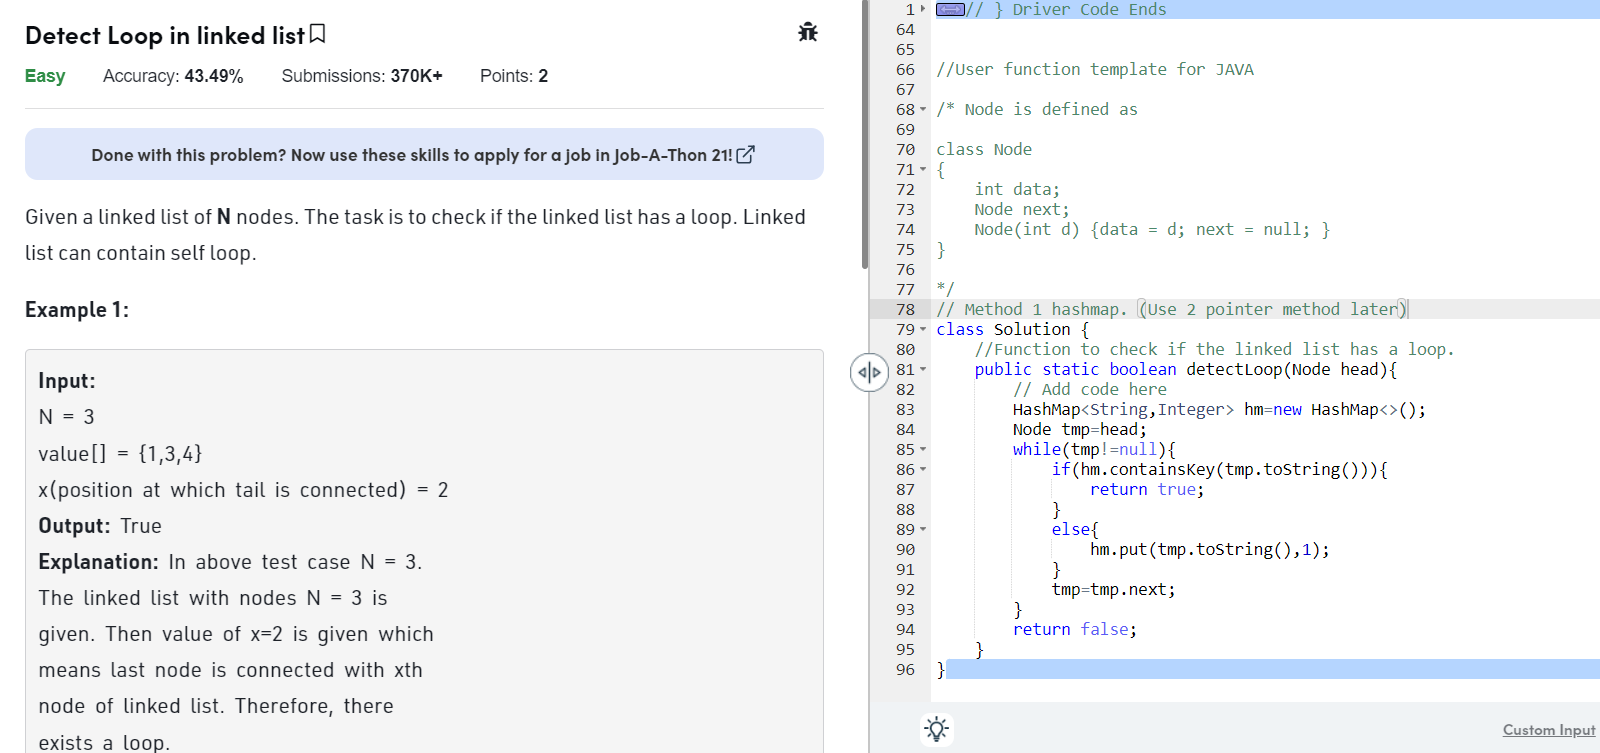 Detect Loop in linked list
Easy Accuracy: 43.49% Submissions: 370K+ Points: 2
Done with this problem? Now use these skills to apply for a job in Job-A-Thon 21!
Given a linked list of N nodes. The task is to check if the linked list has a loop. Linked
list can contain self loop.
Example 1:
Input:
N = 3
value[] = {1,3,4}
x(position at which tail is connected) = 2
Output: True
Explanation: In above test case N = 3.
The linked list with nodes N = 3 is
given. Then value of x=2 is given which
means last node is connected with xth
node of linked list. Therefore, there
exists a loop.
1 // } Driver Code Ends
64
65
66 //User function template for JAVA
67
68 /* Node is defined as
69
70 class Node
71 {
72     int data;
73     Node next;
74     Node(int d) {data = d; next = null; }
75 }
76
77 */
78 // Method 1 hashmap. (Use 2 pointer method later)
79 class Solution {
80     //Function to check if the linked list has a loop.
81     public static boolean detectLoop(Node head){
82         // Add code here
83         HashMap<String,Integer> hm=new HashMap<>();
84         Node tmp=head;
85         while(tmp!=null){
86             if(hm.containsKey(tmp.toString())){
87                 return true;
88             }
89             else{
90                 hm.put(tmp.toString(),1);
91             }
92             tmp=tmp.next;
93         }
94         return false;
95     }
96 }
Custom Input